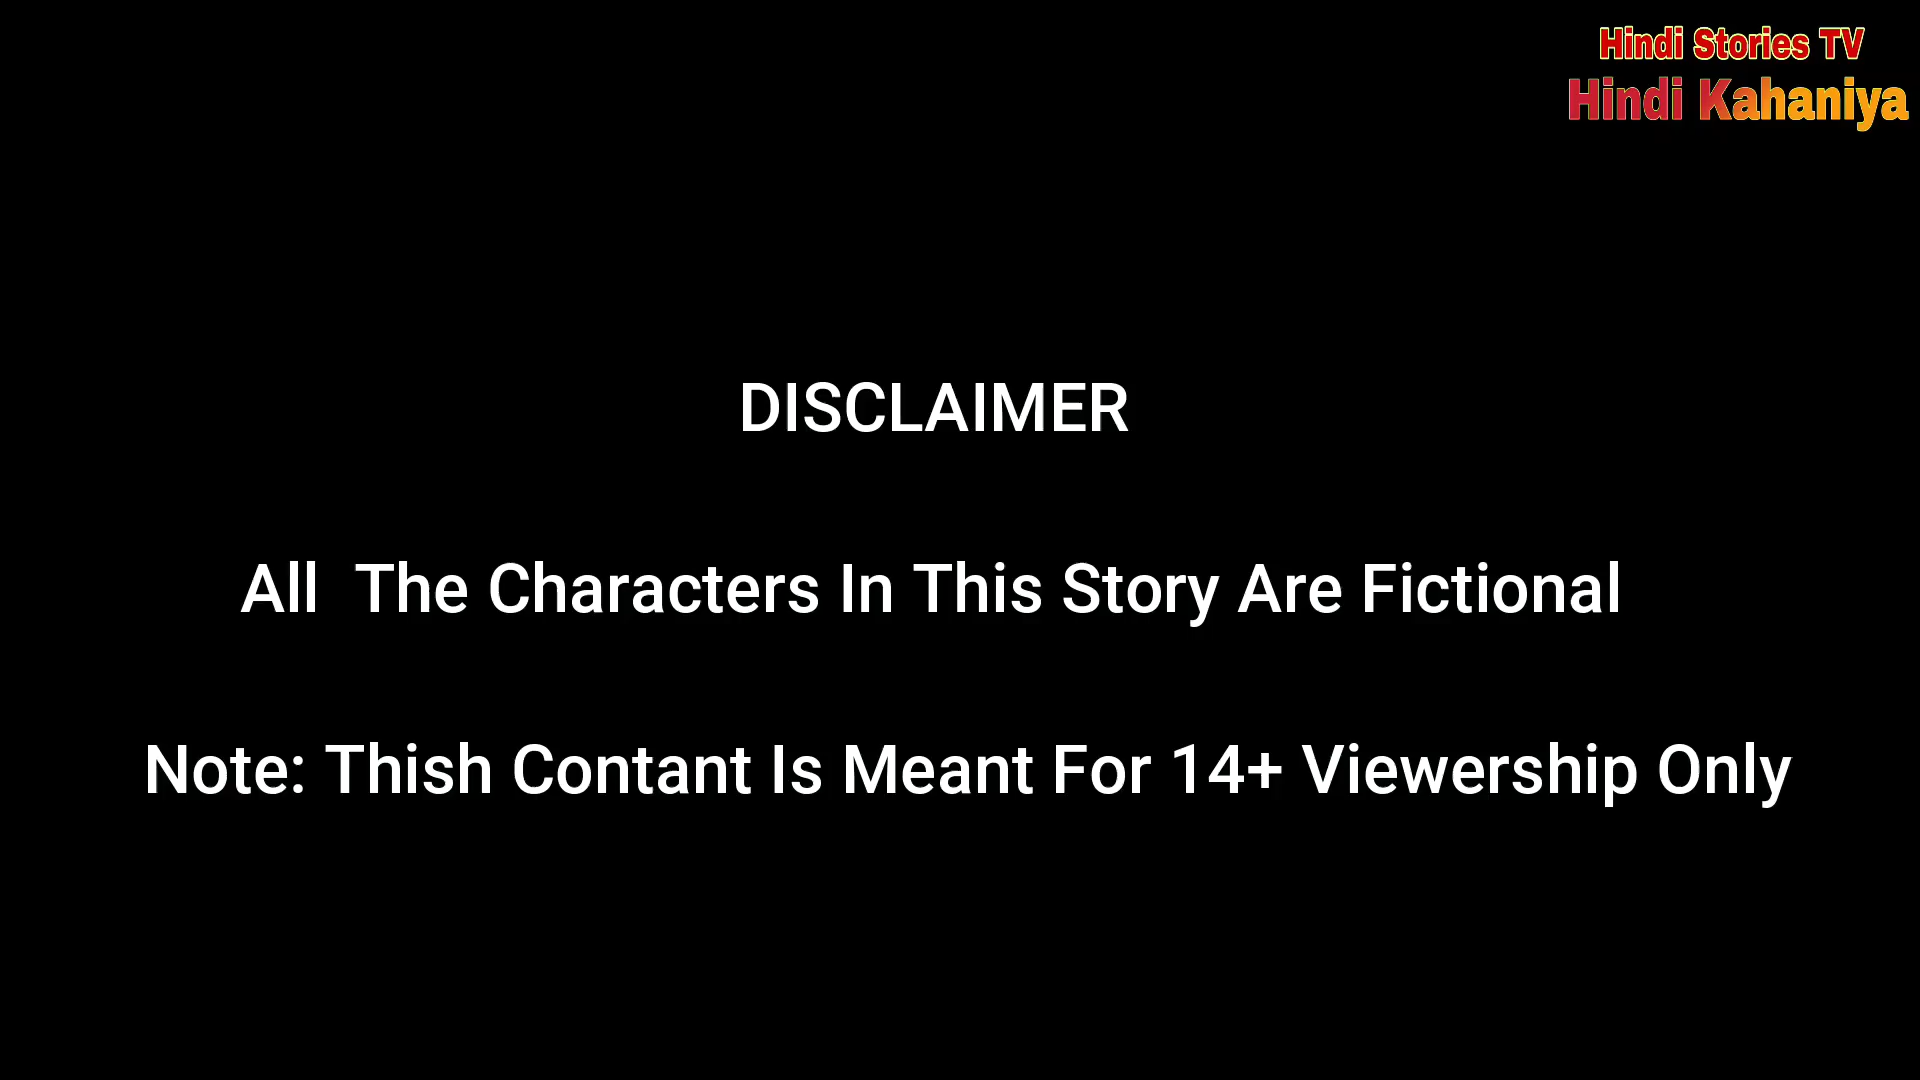 Hindi Stories TV
Hindi Kahaniya
DISCLAIMER
All The Characters In This Story Are Fictional
Note: Thish Contant Is Meant For 14+ Viewership Only